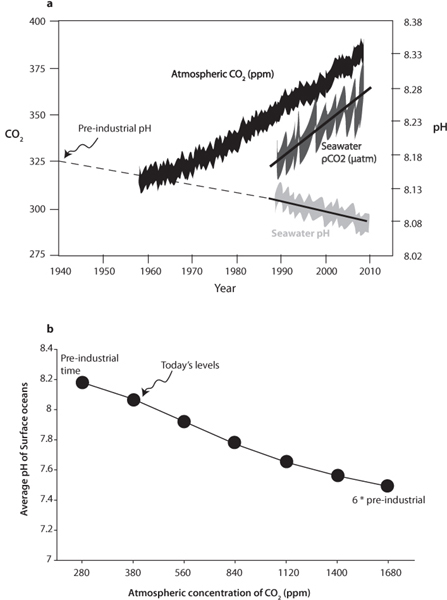 a
400
375
350
325
300
275
CO2
8.38
8.33
8.28
8.23
8.18
8.13
8.08
8.02
pH
Atmospheric CO2 (ppm)
Pre-industrial pH
Seawater
ρCO2 (µatm)
Seawater pH
1940 1950 1960 1970 1980 1990 2000 2010
Year
b
8.4
8.2
8
7.8
7.6
7.4
7.2
7
Average pH of Surface oceans
Pre-industrial
time
Today's levels
6 * pre-industrial
280 380 560 840 1120 1400 1680
Atmospheric concentration of CO2 (ppm)